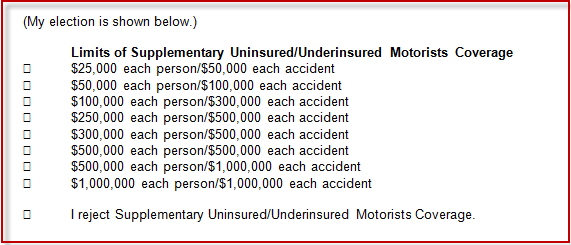 (My election is shown below.)
Limits of Supplementary Uninsured/Underinsured Motorists Coverage
$25,000 each person/$50,000 each accident
$50,000 each person/$100,000 each accident
$100,000 each person/$300,000 each accident
$250,000 each person/$500,000 each accident
$300,000 each person/$500,000 each accident
$500,000 each person/$500,000 each accident
$500,000 each person/$1,000,000 each accident
$1,000,000 each person/$1,000,000 each accident
I reject Supplementary Uninsured/Underinsured Motorists Coverage.